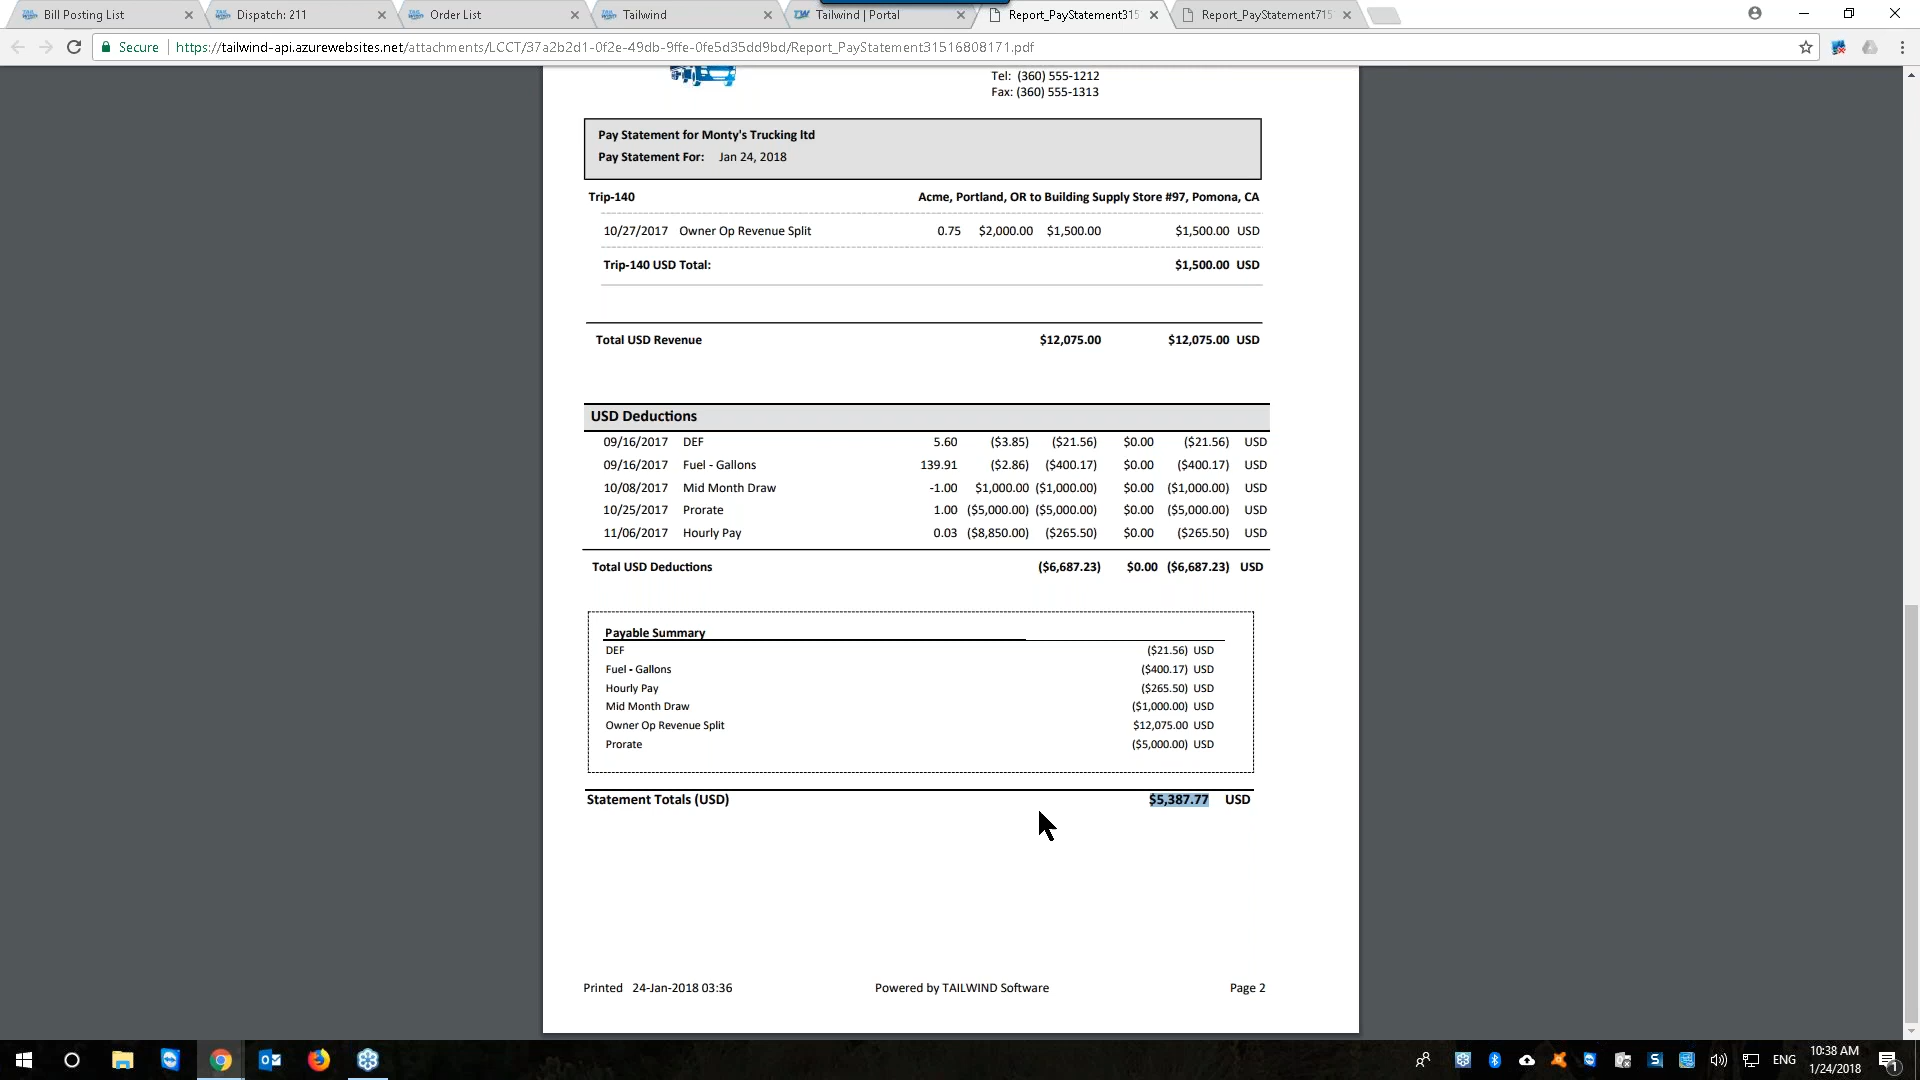 Bill Posting List
Dispatch: 211
Order List
Tailwind
TW Tailwind | Portal
Report_PayStatement315
Report_PayStatement715
Secure https://tailwind-api.azurewebsites.net/attachments/LCCT/37a2b2d1-0f2e-49db-9ffe-0fe5d35dd9bd/Report_PayStatement31516808171.pdf
Tel: (360) 555-1212
Fax: (360) 555-1313
Pay Statement for Monty's Trucking ltd
Pay Statement For: Jan 24, 2018
Trip-140 Acme, Portland, OR to Building Supply Store #97, Pomona, CA
10/27/2017 Owner Op Revenue Split 0.75 $2,000.00 $1,500.00 $1,500.00 USD
Trip-140 USD Total: $1,500.00 USD
Total USD Revenue $12,075.00 $12,075.00 USD
USD Deductions
09/16/2017 DEF 5.60 ($3.85) ($21.56) $0.00 ($21.56) USD
09/16/2017 Fuel - Gallons 139.91 ($2.86) ($400.17) $0.00 ($400.17) USD
10/08/2017 Mid Month Draw -1.00 $1,000.00 ($1,000.00) $0.00 ($1,000.00) USD
10/25/2017 Prorate 1.00 ($5,000.00) ($5,000.00) $0.00 ($5,000.00) USD
11/06/2017 Hourly Pay 0.03 ($8,850.00) ($265.50) $0.00 ($265.50) USD
Total USD Deductions ($6,687.23) $0.00 ($6,687.23) USD
Payable Summary
DEF ($21.56) USD
Fuel - Gallons ($400.17) USD
Hourly Pay ($265.50) USD
Mid Month Draw ($1,000.00) USD
Owner Op Revenue Split $12,075.00 USD
Prorate ($5,000.00) USD
Statement Totals (USD) $5,387.77 USD
Printed 24-Jan-2018 03:36 Powered by TAILWIND Software Page 2
ENG
10:38 AM
1/24/2018
1